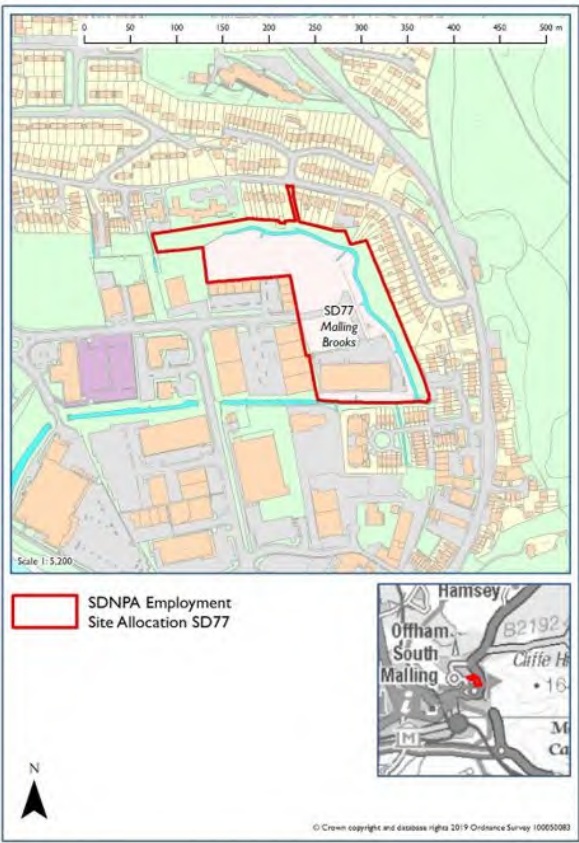 0 50 100 150 200 250 300 350 400 450 500 m
SD77
Malling
Brooks
Scale 1: 5,200
SDNPA Employment
Site Allocation SD77
Hamsey
Offham
B2192
South
Cliffe
Malling
M
N
© Crown copyright and database rights 2019 Ordnance Survey 100050083